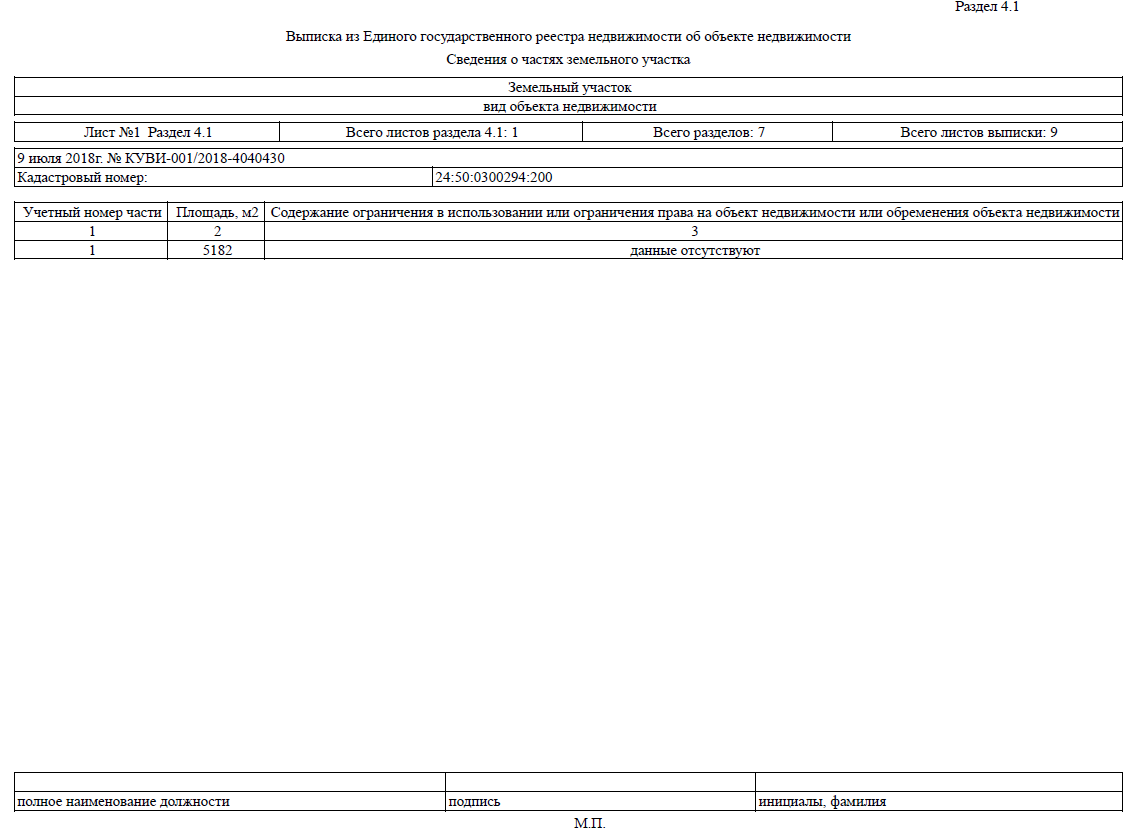 Раздел 4.1
Выписка из Единого государственного реестра недвижимости об объекте недвижимости
Сведения о частях земельного участка
Земельный участок
вид объекта недвижимости
Лист №1 Раздел 4.1 Всего листов раздела 4.1: 1 Всего разделов: 7 Всего листов выписки: 9
9 июля 2018г. № КУВИ-001/2018-4040430
Кадастровый номер: 24:50:0300294:200
Учетный номер части Площадь, м2 Содержание ограничения в использовании или ограничения права на объект недвижимости или обременения объекта недвижимости
1 2 3
1 5182 данные отсутствуют
полное наименование должности подпись инициалы, фамилия
М.П.